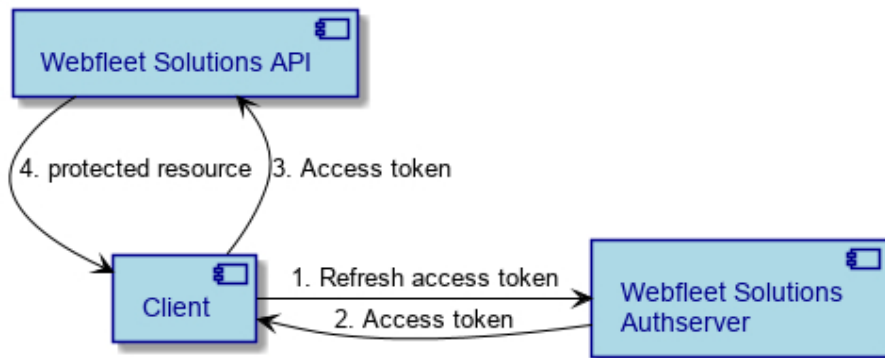 Webfleet Solutions API
4. protected resource
3. Access token
1. Refresh access token
Client
2. Access token
Webfleet Solutions
Authserver